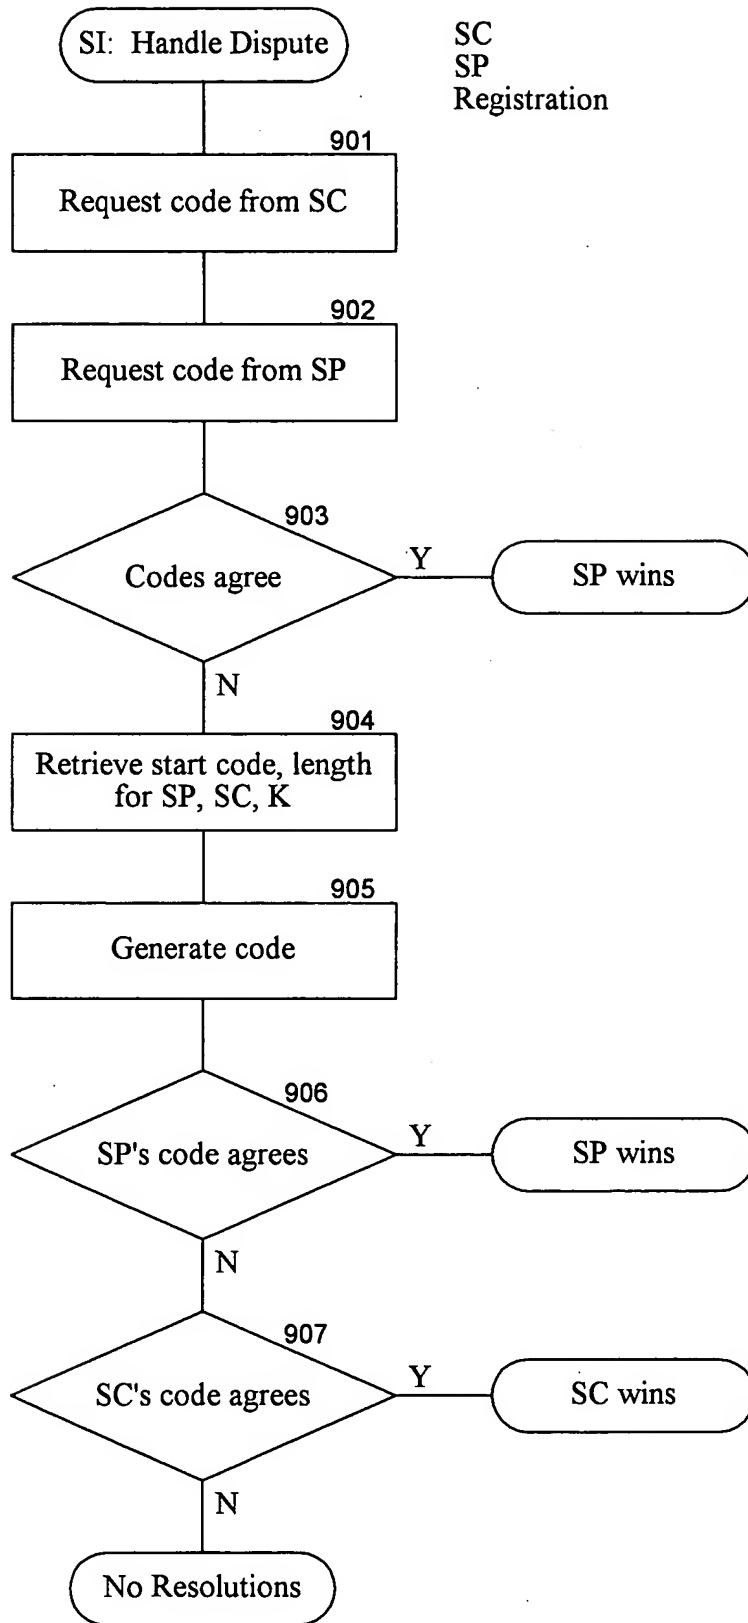 SI: Handle Dispute
SC
SP
Registration
901
Request code from SC
902
Request code from SP
903
Codes agree
Y
SP wins
N
904
Retrieve start code, length
for SP, SC, K
905
Generate code
906
SP's code agrees
Y
SP wins
N
907
SC's code agrees
Y
SC wins
N
No Resolutions